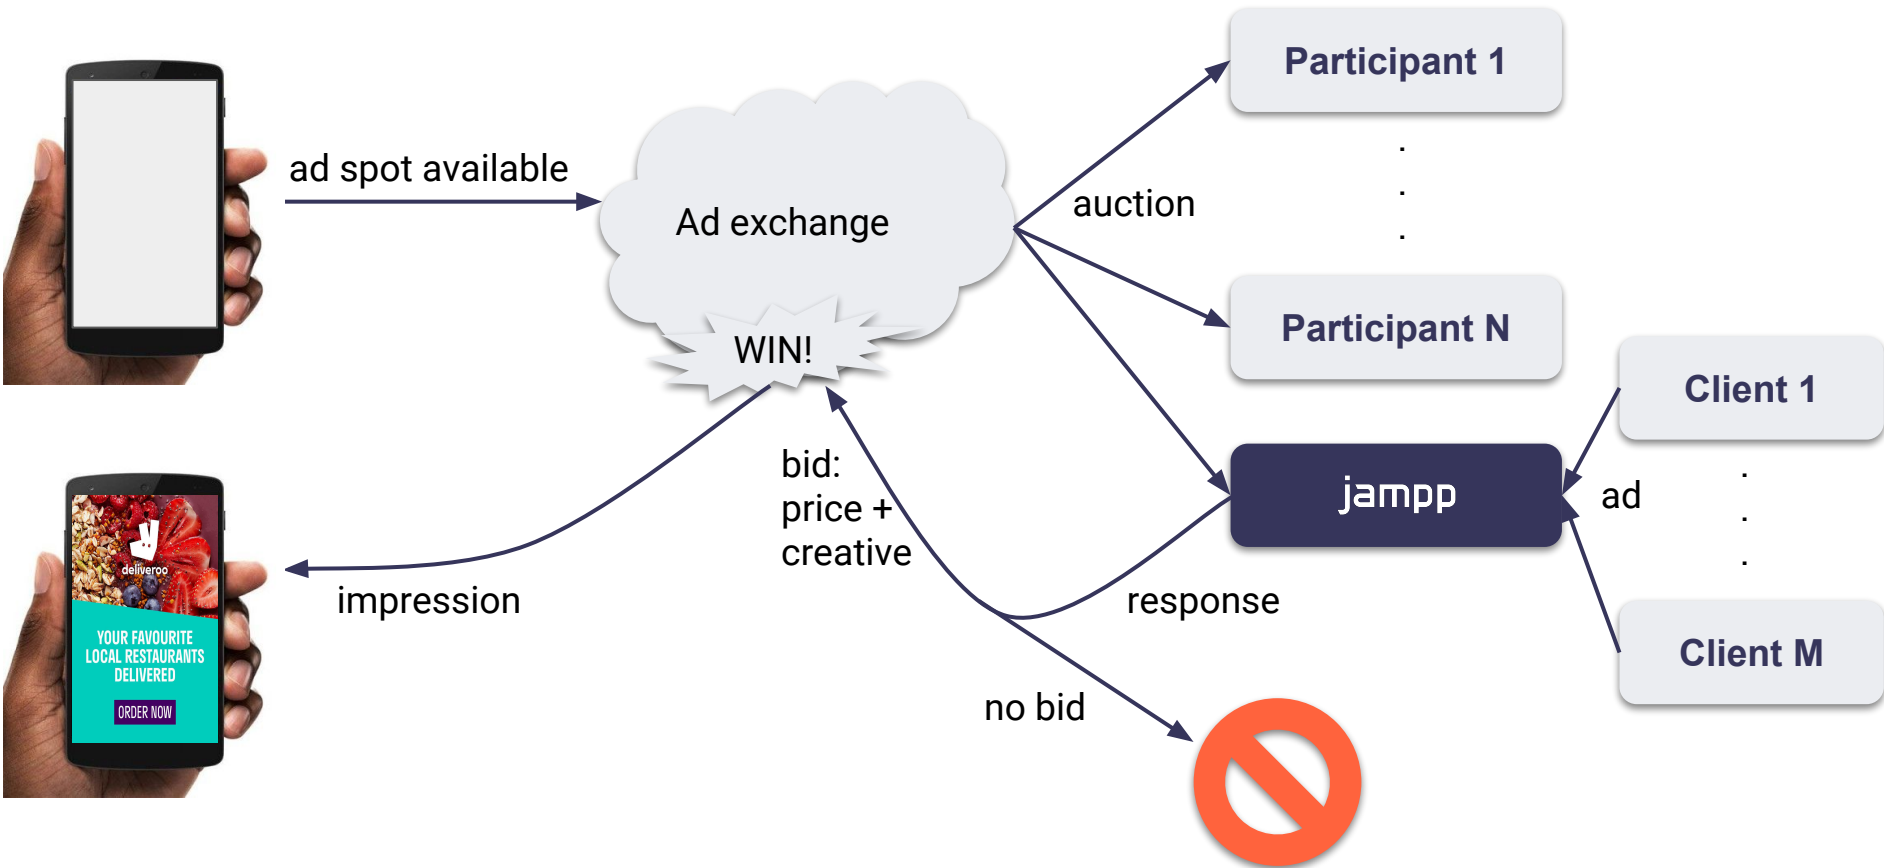 Participant 1
ad spot available
auction
Ad exchange
Participant N
WIN!
Client 1
bid:
price +
creative
jampp
ad
deliveroo
impression
response
YOUR FAVOURITE
LOCAL RESTAURANTS
DELIVERED
Client M
ORDER NOW
no bid